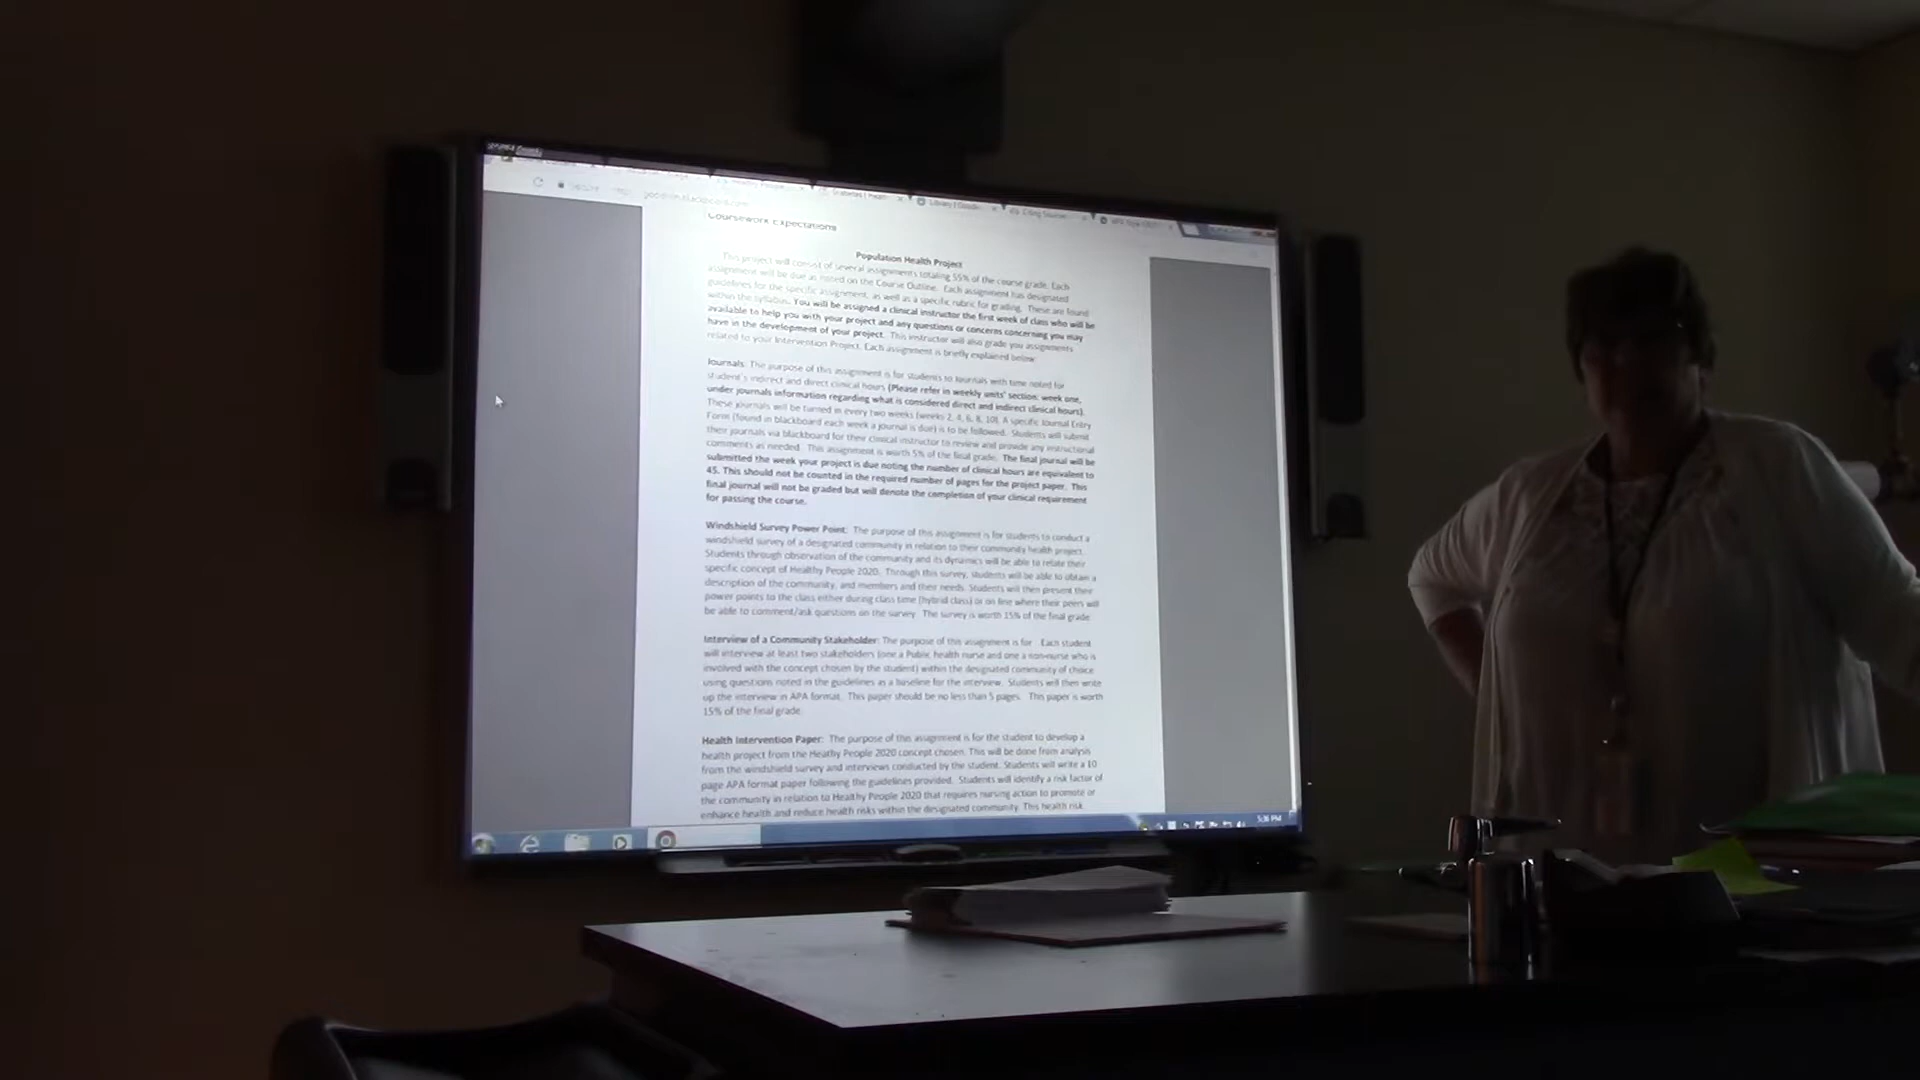 Coursework Expectations
Population Health Project
This project will consist of several assignments totaling 55% of the course grade. Each
assignment will be due as noted on the Course Outline. Each assignment has designated
guidelines for the specific assignment, as well as a specific rubric for grading. These are found
within the syllabus. You will be assigned a clinical instructor the first week of class who will be
available to help you with your project and any questions or concerns concerning you may
have in the development of your project. This instructor will also grade you assignments
related to your Intervention Project. Each assignment is briefly explained below.
Journals: The purpose of this assignment is for students to Journals with time noted for
student's indirect and direct clinical hours (Please refer in weekly units' section, week one,
under journals information regarding what is considered direct and indirect clinical hours).
These journals will be turned in every two weeks (weeks 2, 4, 6, 8, 10). A specific Journal Entry
Form (found in blackboard each week a journal is due) is to be followed. Students will submit
their journals via blackboard for their clinical instructor to review and provide any instructional
comments as needed. This assignment is worth 5% of the final grade. The final journal will be
submitted the week your project is due noting the number of clinical hours are equivalent to
45. This should not be counted in the required number of pages for the project paper. This
final journal will not be graded but will denote the completion of your clinical requirement
for passing the course.
Windshield Survey Power Point: The purpose of this assignment is for students to conduct a
windshield survey of a designated community in relation to their community health project.
Students through observation of the community and its dynamics will be able to relate their
specific concept of Healthy People 2020. Through this survey, students will be able to obtain a
description of the community, and members and their needs. Students will then present their
power points to the class either during class time (hybrid class) or on line where their peers will
be able to comment/ask questions on the survey. The survey is worth 15% of the final grade
Interview of a Community Stakeholder: The purpose of this assignment is for Each student
will interview at least two stakeholders (one a Public health nurse and one a non-nurse who is
involved with the concept chosen by the student) within the designated community of choice
using questions noted in the guidelines as a baseline for the interview. Students will then write
up the interview in APA format. This paper should be no less than 5 pages. This paper is worth
15% of the final grade.
Health Intervention Paper: The purpose of this assignment is for the student to develop a
health project from the Heathy People 2020 concept chosen. This will be done from analysis
from the windshield survey and interviews conducted by the student. Students will write a 10
page APA format paper following the guidelines provided. Students will identify a risk factor of
the community in relation to Healthy People 2020 that requires nursing action to promote or
enhance health and reduce health risks within the designated community. This health risk
5:36 PM